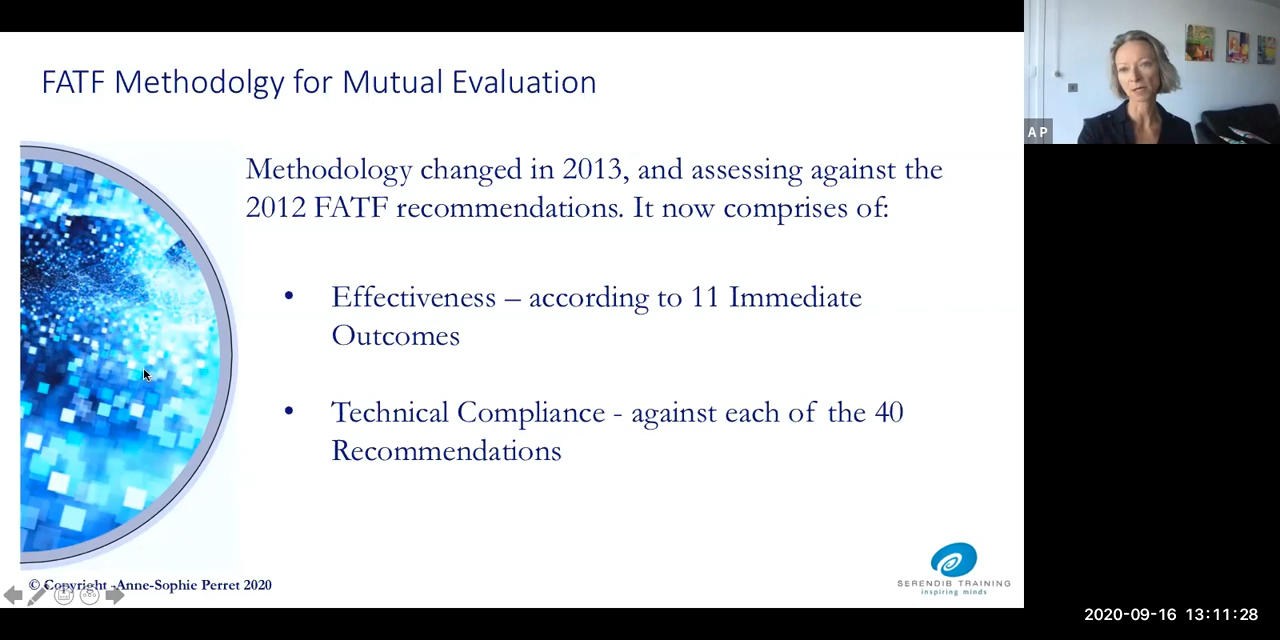 FATF Methodolgy for Mutual Evaluation
Methodology changed in 2013, and assessing against the
2012 FATF recommendations. It now comprises of:
• Effectiveness – according to 11 Immediate
Outcomes
• Technical Compliance - against each of the 40
Recommendations
© Copyright -Anne-Sophie Perret 2020
SERENDIB TRAINING
inspiring minds
A P
2020-09-16 13:11:28